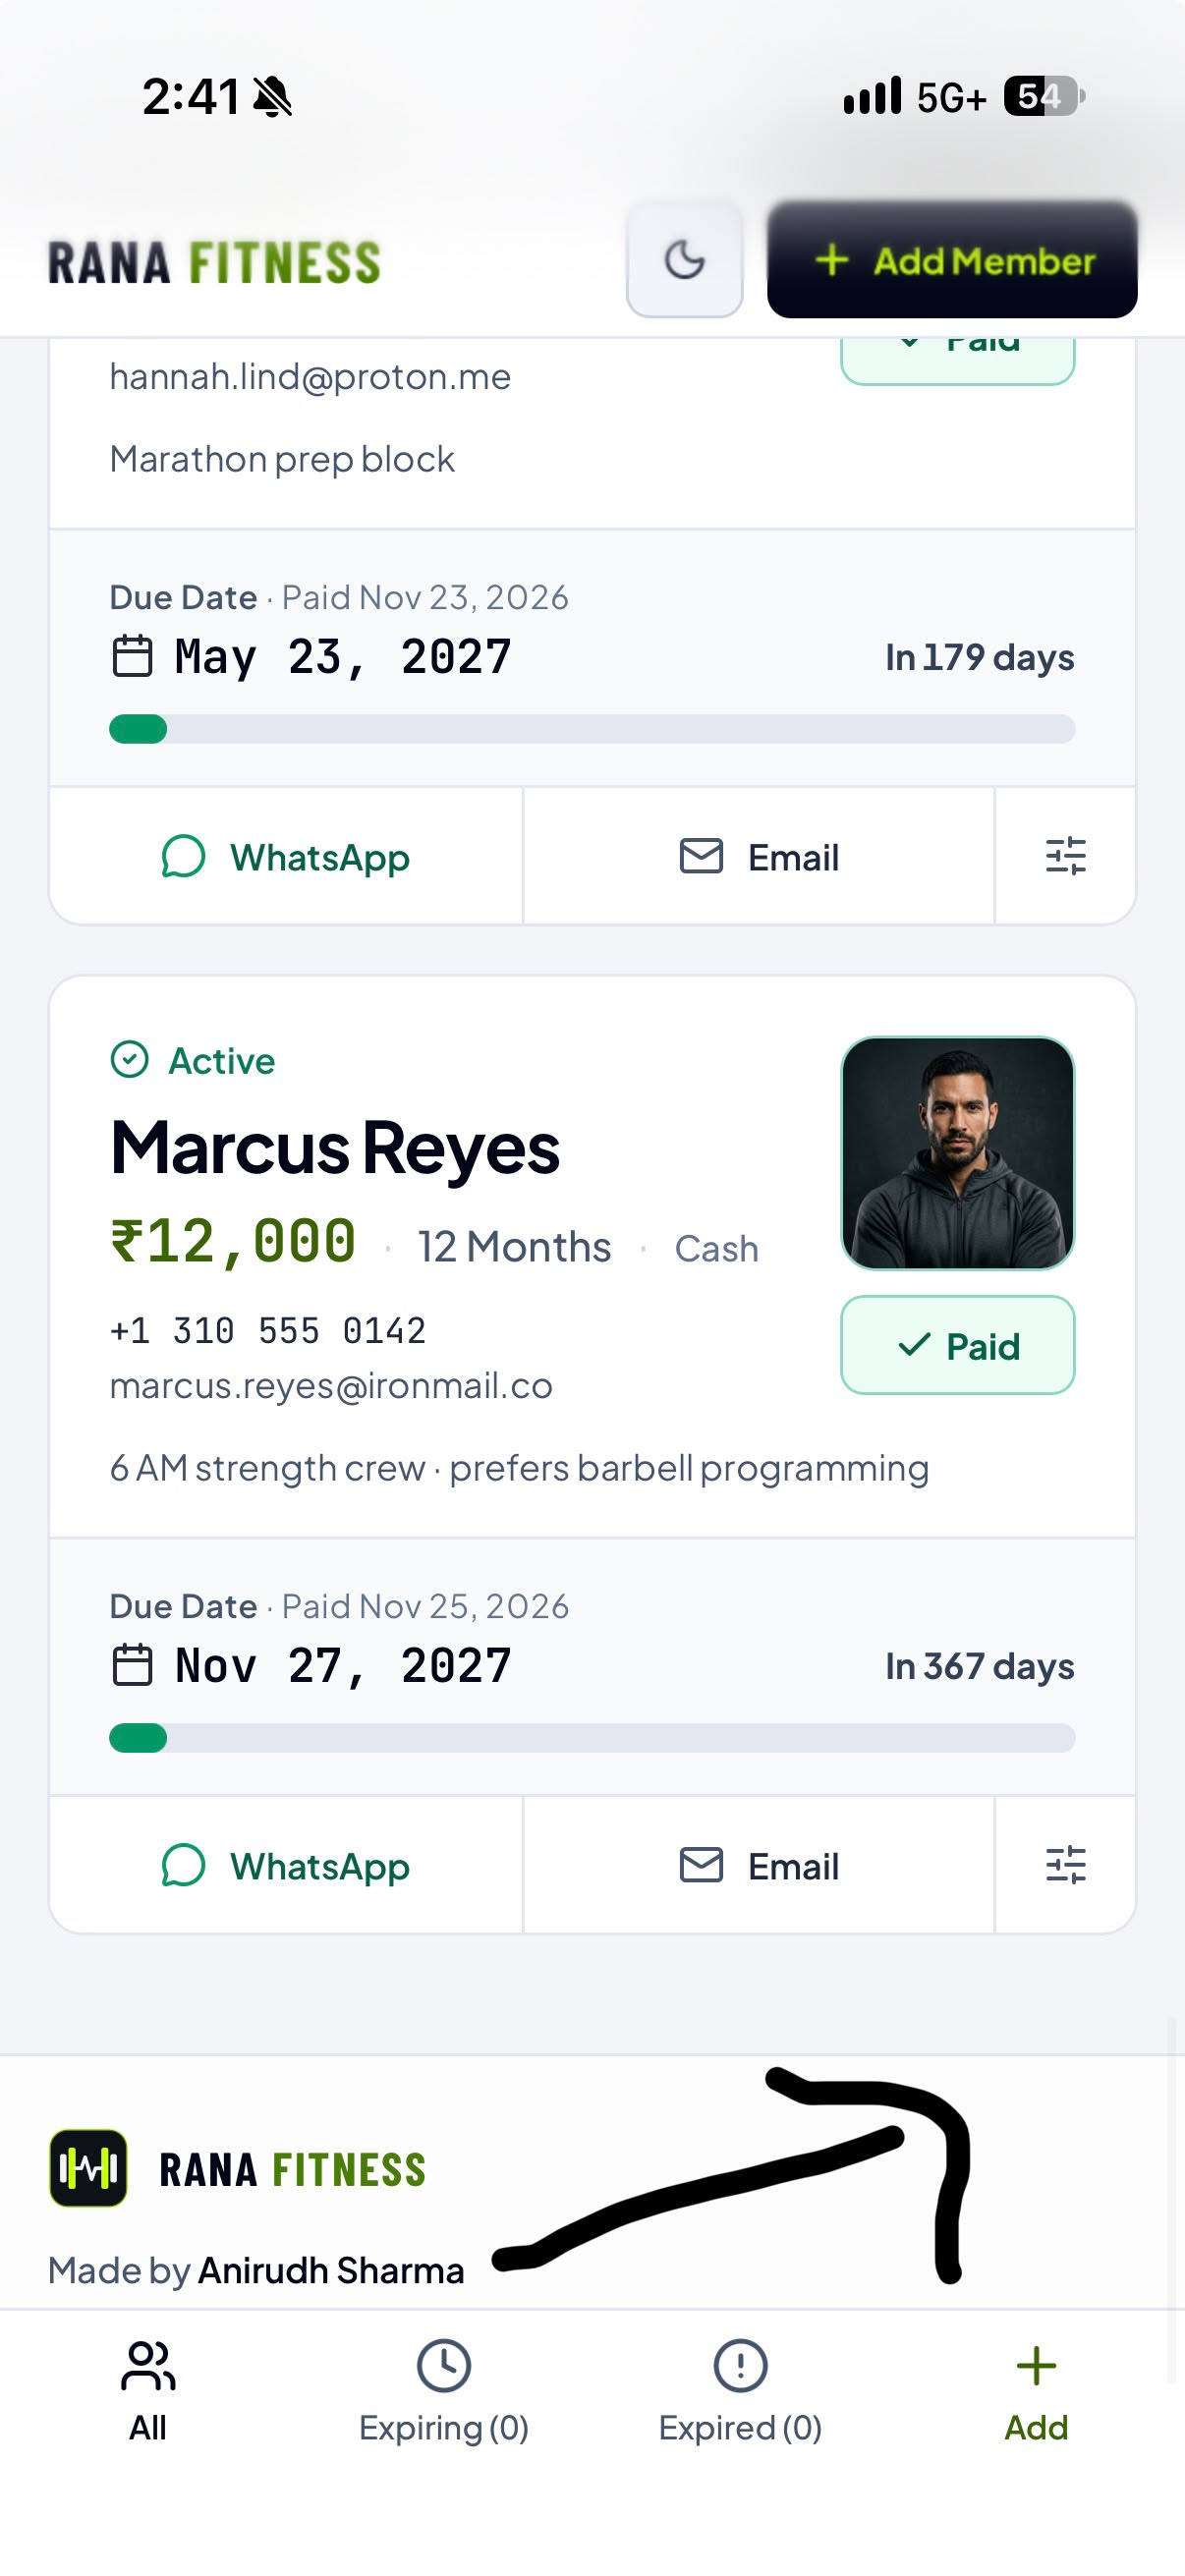 2:41 5G+ 54
RANA FITNESS + Add Member
Paid
hannah.lind@proton.me
Marathon prep block
Due Date · Paid Nov 23, 2026
May 23, 2027 In 179 days
WhatsApp Email
Active
Marcus Reyes
₹12,000 · 12 Months · Cash
+1 310 555 0142
Paid
marcus.reyes@ironmail.co
6 AM strength crew · prefers barbell programming
Due Date · Paid Nov 25, 2026
Nov 27, 2027 In 367 days
WhatsApp Email
RANA FITNESS
Made by Anirudh Sharma
All Expiring (0) Expired (0) Add